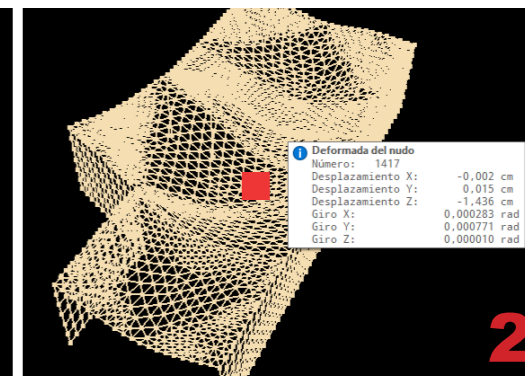 Deformada del nudo
Número: 1417
Desplazamiento X: -0,002 cm
Desplazamiento Y: 0,015 cm
Desplazamiento Z: -1,436 cm
Giro X: 0,000283 rad
Giro Y: 0,000771 rad
Giro Z: 0,000010 rad
2